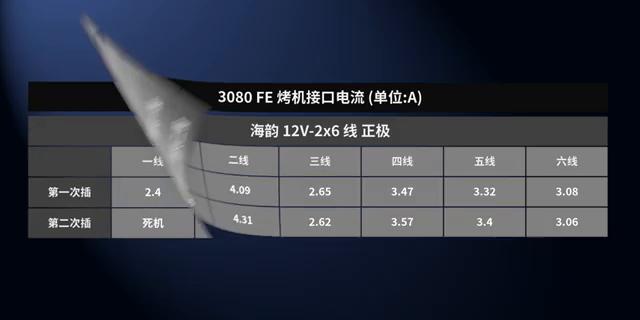 3080 FE 烤机接口电流 (单位:A)
海韵 12V-2x6 线 正极
一线 二线 三线 四线 五线 六线
第一次插 2.4 4.09 2.65 3.47 3.32 3.08
第二次插 死机 4.31 2.62 3.57 3.4 3.06